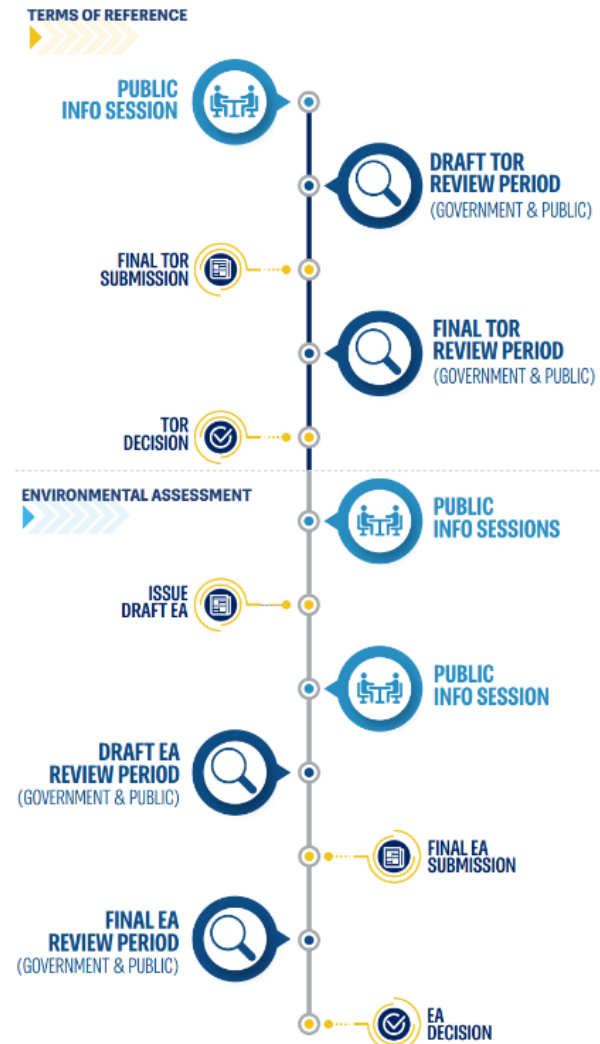 TERMS OF REFERENCE
PUBLIC
INFO SESSION
DRAFT TOR
REVIEW PERIOD
(GOVERNMENT & PUBLIC)
FINAL TOR
SUBMISSION
FINAL TOR
REVIEW PERIOD
(GOVERNMENT & PUBLIC)
TOR
DECISION
ENVIRONMENTAL ASSESSMENT
PUBLIC
INFO SESSIONS
ISSUE
DRAFT EA
PUBLIC
INFO SESSION
DRAFT EA
REVIEW PERIOD
(GOVERNMENT & PUBLIC)
FINAL EA
SUBMISSION
FINAL EA
REVIEW PERIOD
(GOVERNMENT & PUBLIC)
EA
DECISION